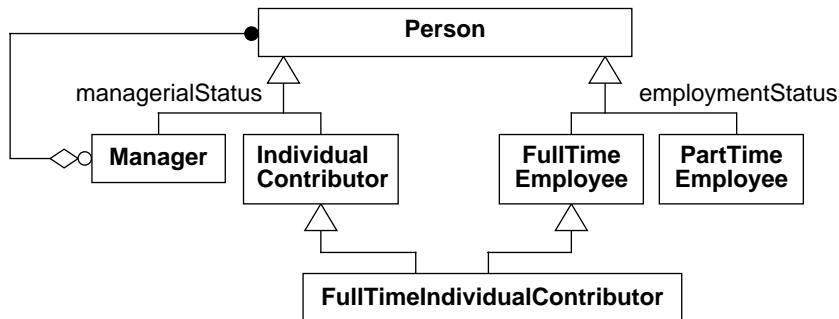 Person
managerialStatus
employmentStatus
Manager
Individual
Contributor
FullTime
Employee
PartTime
Employee
FullTimeIndividualContributor